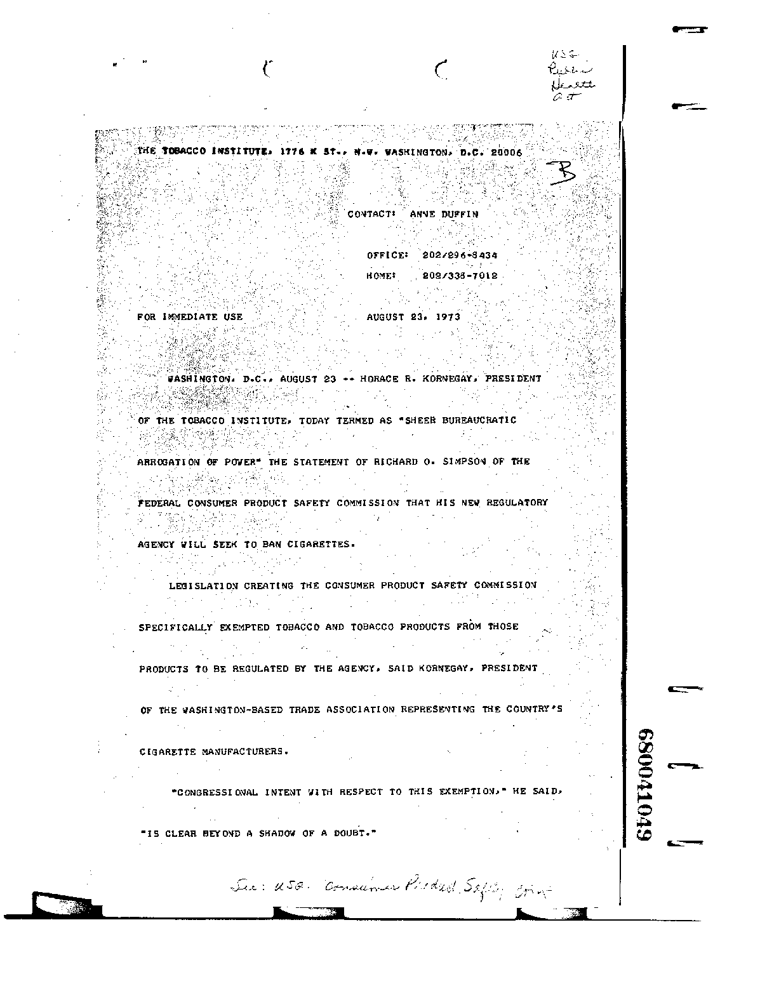 USG
Public
Health
THE TOBACCO INSTITUTE, 1776 K ST., N.W. WASHINGTON, D.C. 20006
B
CONTACT: ANNE DUFFIN
OFFICE: 202/296-8434
HOME: 202/338-7012
FOR IMMEDIATE USE AUGUST 23, 1973
WASHINGTON, D.C., AUGUST 23 -- HORACE R. KORNEGAY, PRESIDENT
OF THE TOBACCO INSTITUTE, TODAY TERMED AS "SHEER BUREAUCRATIC
ARROGATION OF POWER" THE STATEMENT OF RICHARD O. SIMPSON OF THE
FEDERAL CONSUMER PRODUCT SAFETY COMMISSION THAT HIS NEW REGULATORY
AGENCY WILL SEEK TO BAN CIGARETTES.
LEGISLATION CREATING THE CONSUMER PRODUCT SAFETY COMMISSION
SPECIFICALLY EXEMPTED TOBACCO AND TOBACCO PRODUCTS FROM THOSE
PRODUCTS TO BE REGULATED BY THE AGENCY, SAID KORNEGAY, PRESIDENT
OF THE WASHINGTON-BASED TRADE ASSOCIATION REPRESENTING THE COUNTRY'S
CIGARETTE MANUFACTURERS.
"CONGRESSIONAL INTENT WITH RESPECT TO THIS EXEMPTION," HE SAID,
"IS CLEAR BEYOND A SHADOW OF A DOUBT."
680041049
See: USG. Consumer Product Safety Com